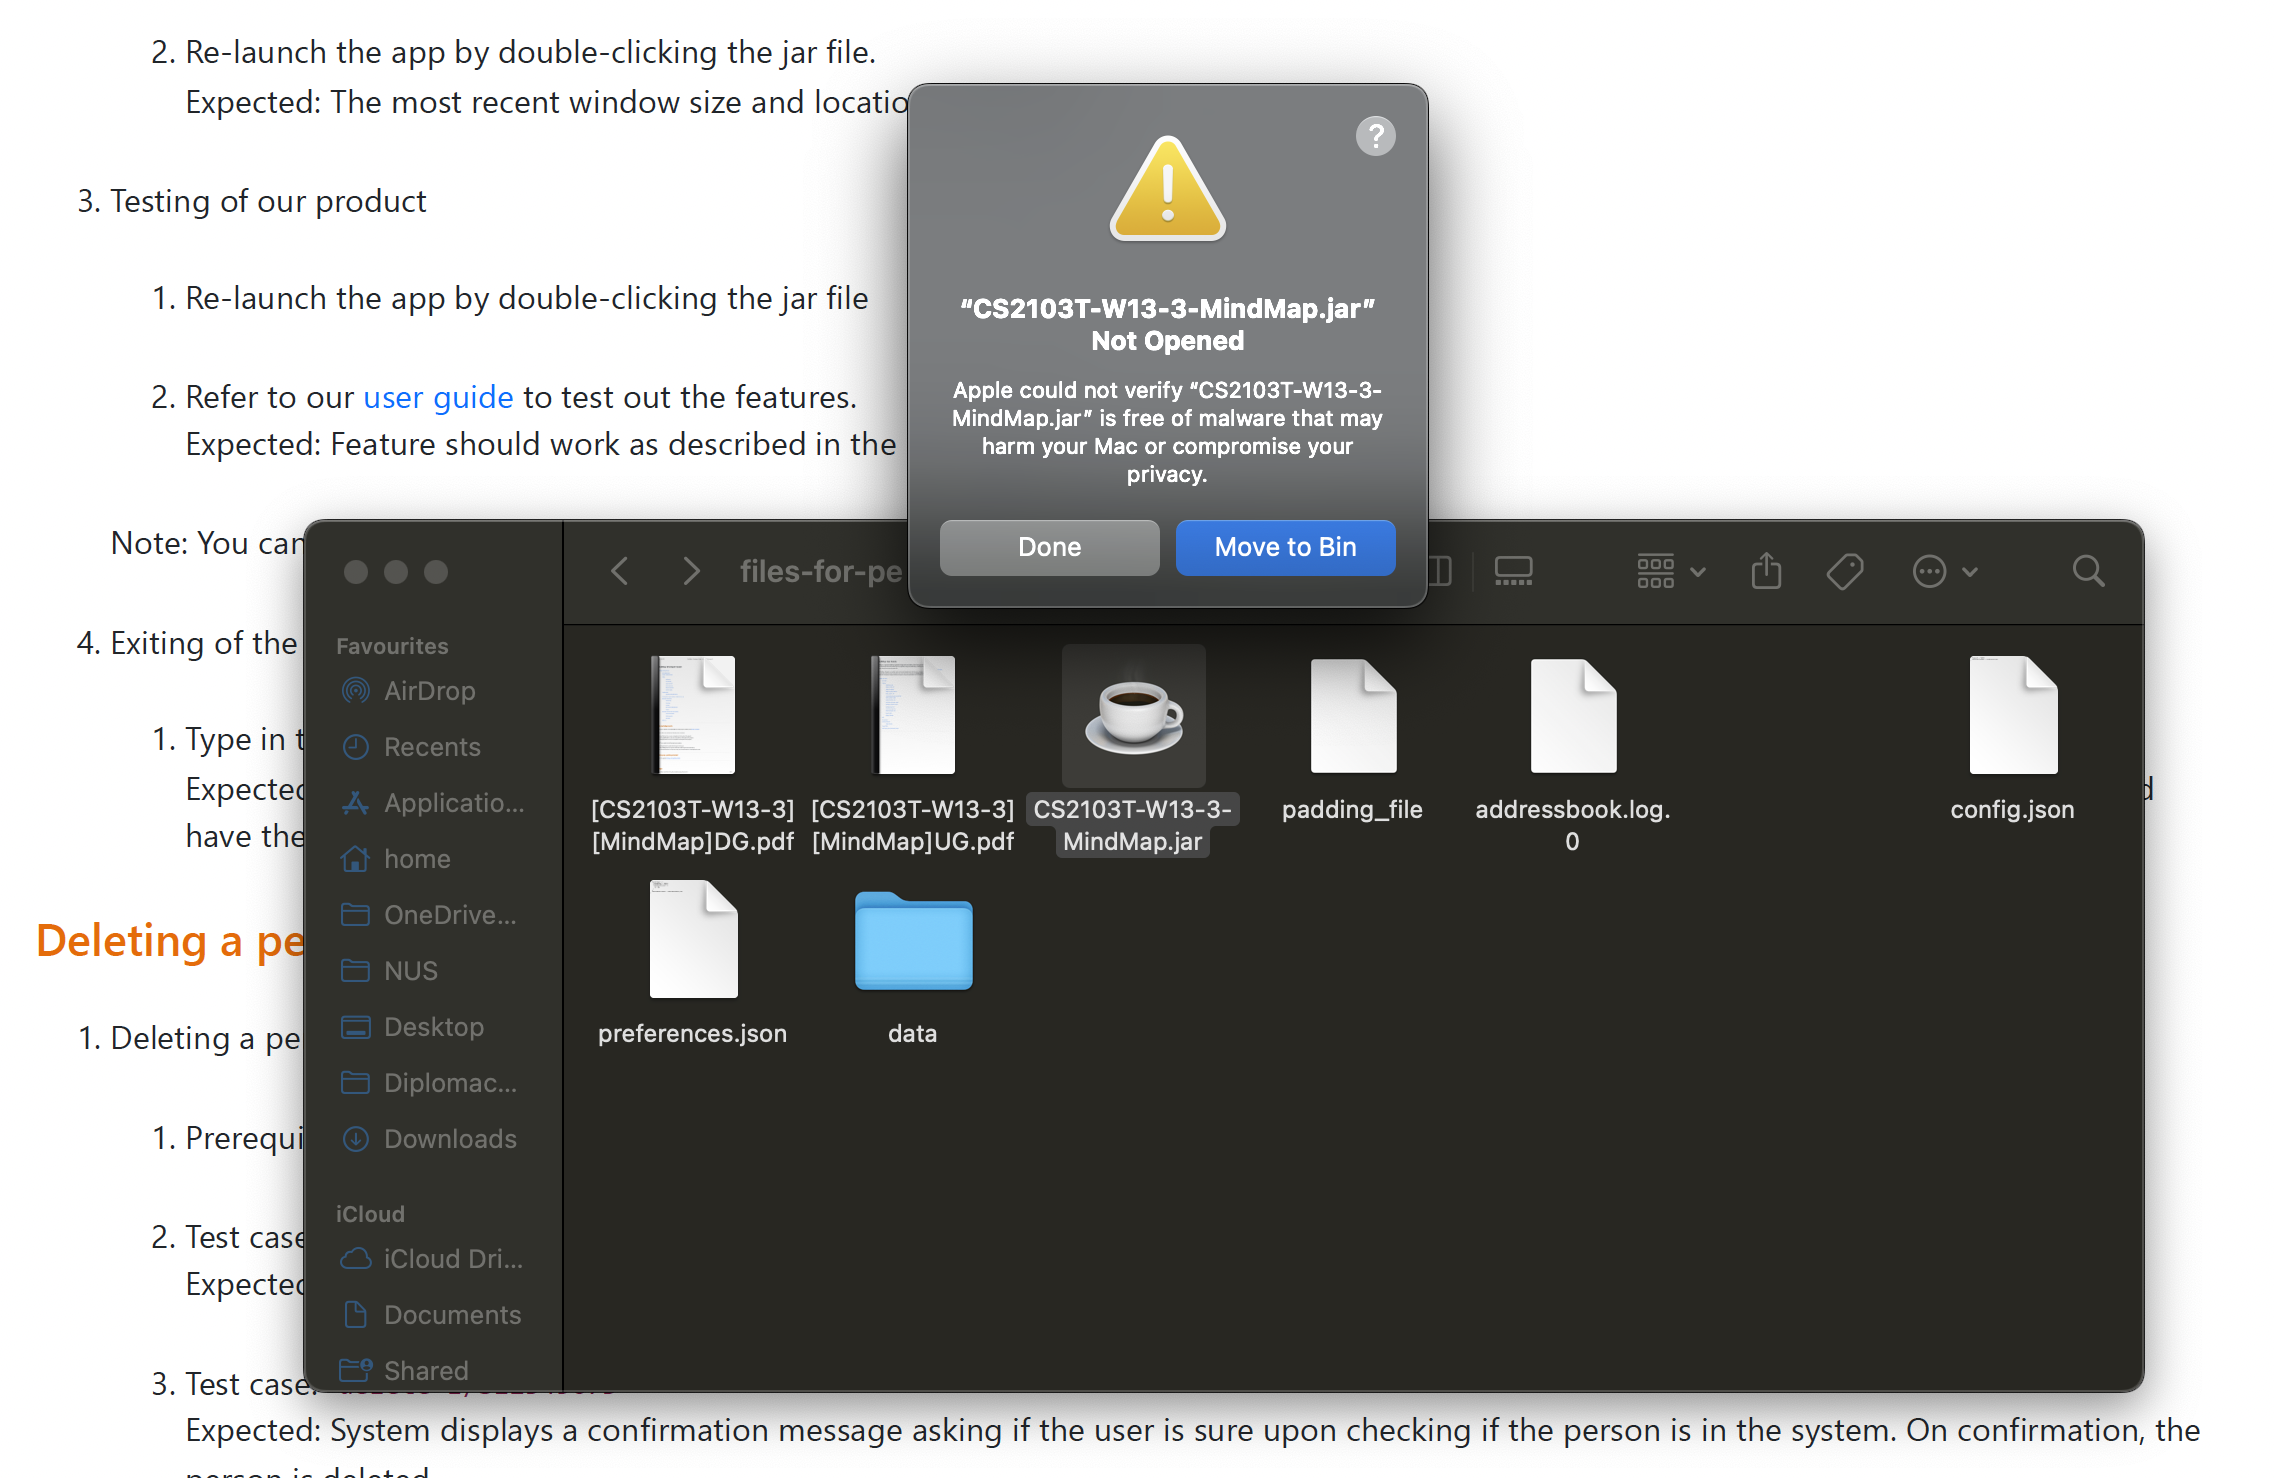 2. Re-launch the app by double-clicking the jar file.
Expected: The most recent window size and locatio
3. Testing of our product
1. Re-launch the app by double-clicking the jar file
2. Refer to our user guide to test out the features.
Expected: Feature should work as described in the
Note: You can
4. Exiting of the
1. Type in t
Expected
d
have the
Deleting a pe
1. Deleting a pe
1. Prerequi
2. Test case
Expected
3. Test case:
Expected: System displays a confirmation message asking if the user is sure upon checking if the person is in the system. On confirmation, the
person is deleted
?
“CS2103T-W13-3-MindMap.jar”
Not Opened
Apple could not verify “CS2103T-W13-3-
MindMap.jar” is free of malware that may
harm your Mac or compromise your
privacy.
Done
Move to Bin
files-for-pe
Favourites
AirDrop
Recents
Applicatio...
home
OneDrive...
NUS
Desktop
Diplomac...
Downloads
iCloud
iCloud Dri...
Documents
Shared
[CS2103T-W13-3]
[MindMap]DG.pdf
[CS2103T-W13-3]
[MindMap]UG.pdf
CS2103T-W13-3-
MindMap.jar
padding_file
addressbook.log.
0
config.json
preferences.json
data